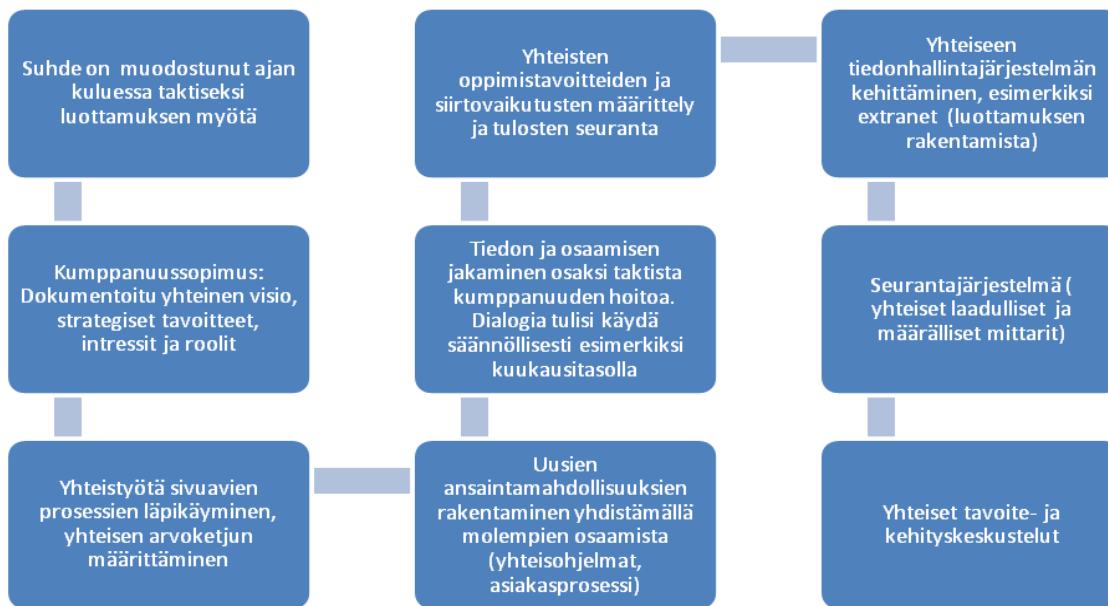 Suhde on muodostunut ajan
kuluessa taktiseksi
luottamuksen myötä
Kumppanuussopimus:
Dokumentoitu yhteinen visio,
strategiset tavoitteet,
intressit ja roolit
Yhteistyötä sivuavien
prosessien läpikäyminen,
yhteisen arvoketjun
määrittäminen
Uusien
ansaintamahdollisuuksien
rakentaminen yhdistämällä
molempien osaamista
(yhteisohjelmat,
asiakasprosessi)
Tiedon ja osaamisen
jakaminen osaksi taktista
kumppanuuden hoitoa.
Dialogia tulisi käydä
säännöllisesti esimerkiksi
kuukausitasolla
Yhteisten
oppimistavoitteiden ja
siirtovaikutusten määrittely
ja tulosten seuranta
Yhteiseen
tiedonhallintajärjestelmän
kehittäminen, esimerkiksi
extranet (luottamuksen
rakentamista)
Seurantajärjestelmä (
yhteiset laadulliset ja
määrälliset mittarit)
Yhteiset tavoite- ja
kehityskeskustelut